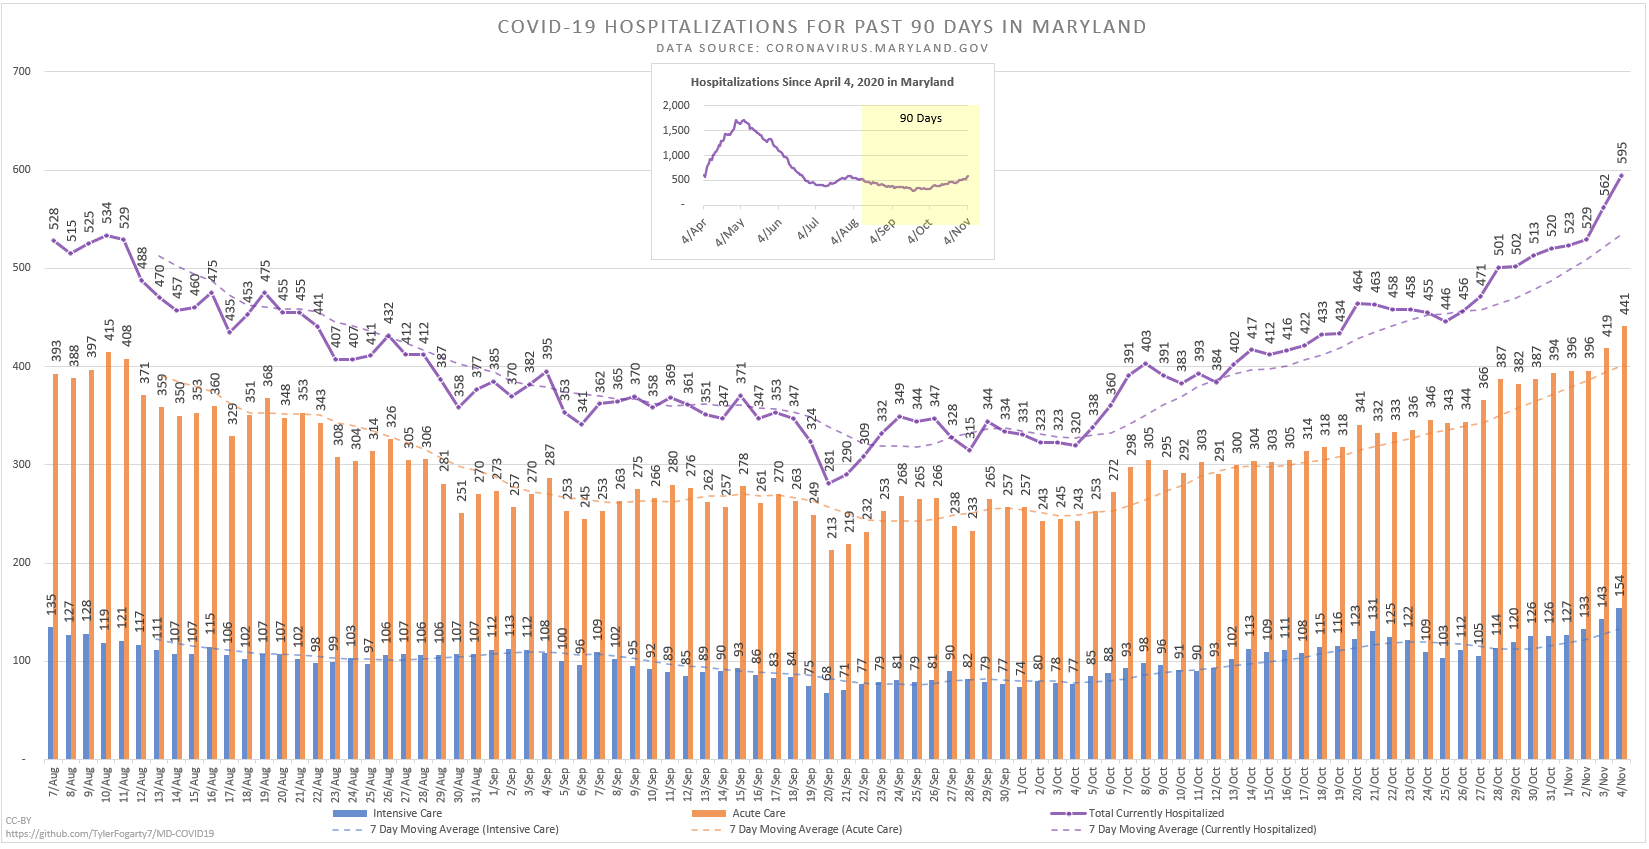 COVID-19 HOSPITALIZATIONS FOR PAST 90 DAYS IN MARYLAND
DATA SOURCE: CORONAVIRUS.MARYLAND.GOV
Hospitalizations Since April 4, 2020 in Maryland
90 Days
2,000
1,500
1,000
500
-
4/Apr 4/May 4/Jun 4/Jul 4/Aug 4/Sep 4/Oct 4/Nov
700
600
500
400
300
200
100
-
528 515 525 534 529 488 470 457 460 475 435 453 475 455 455 441 407 407 411 432 412 412 387 358 377 385 370 382 395 353 341 362 365 370 358 369 361 351 347 371 347 353 347 324 281 290 309 332 349 344 347 328 315 344 334 331 323 323 320 338 360 391 403 391 383 393 384 402 417 412 416 422 433 434 464 463 458 458 455 446 456 471 501 502 513 520 523 529 562 595
393 388 397 415 408 371 359 350 353 360 329 351 368 348 353 343 308 304 314 326 305 306 281 251 270 273 257 270 287 253 245 253 263 275 266 280 276 262 257 278 261 270 263 249 213 219 232 253 268 265 266 238 233 265 257 257 243 245 243 253 272 298 305 295 292 303 291 300 304 303 305 314 318 318 341 332 333 336 346 343 344 366 387 382 387 394 396 396 419 441
135 127 128 119 121 117 111 107 107 115 106 102 107 107 102 98 99 103 97 106 107 106 106 107 107 112 113 112 108 100 96 109 102 95 92 89 85 89 90 93 86 83 84 75 68 71 77 79 81 79 81 90 82 79 77 74 80 78 77 85 88 93 98 96 91 90 93 102 113 109 111 108 115 116 123 131 125 122 109 103 112 105 114 120 126 126 127 133 143 154
7/Aug 8/Aug 9/Aug 10/Aug 11/Aug 12/Aug 13/Aug 14/Aug 15/Aug 16/Aug 17/Aug 18/Aug 19/Aug 20/Aug 21/Aug 22/Aug 23/Aug 24/Aug 25/Aug 26/Aug 27/Aug 28/Aug 29/Aug 30/Aug 31/Aug 1/Sep 2/Sep 3/Sep 4/Sep 5/Sep 6/Sep 7/Sep 8/Sep 9/Sep 10/Sep 11/Sep 12/Sep 13/Sep 14/Sep 15/Sep 16/Sep 17/Sep 18/Sep 19/Sep 20/Sep 21/Sep 22/Sep 23/Sep 24/Sep 25/Sep 26/Sep 27/Sep 28/Sep 29/Sep 30/Sep 1/Oct 2/Oct 3/Oct 4/Oct 5/Oct 6/Oct 7/Oct 8/Oct 9/Oct 10/Oct 11/Oct 12/Oct 13/Oct 14/Oct 15/Oct 16/Oct 17/Oct 18/Oct 19/Oct 20/Oct 21/Oct 22/Oct 23/Oct 24/Oct 25/Oct 26/Oct 27/Oct 28/Oct 29/Oct 30/Oct 31/Oct 1/Nov 2/Nov 3/Nov 4/Nov
Intensive Care Acute Care Total Currently Hospitalized
7 Day Moving Average (Intensive Care) 7 Day Moving Average (Acute Care) 7 Day Moving Average (Currently Hospitalized)
CC-BY
https://github.com/TylerFogarty7/MD-COVID19